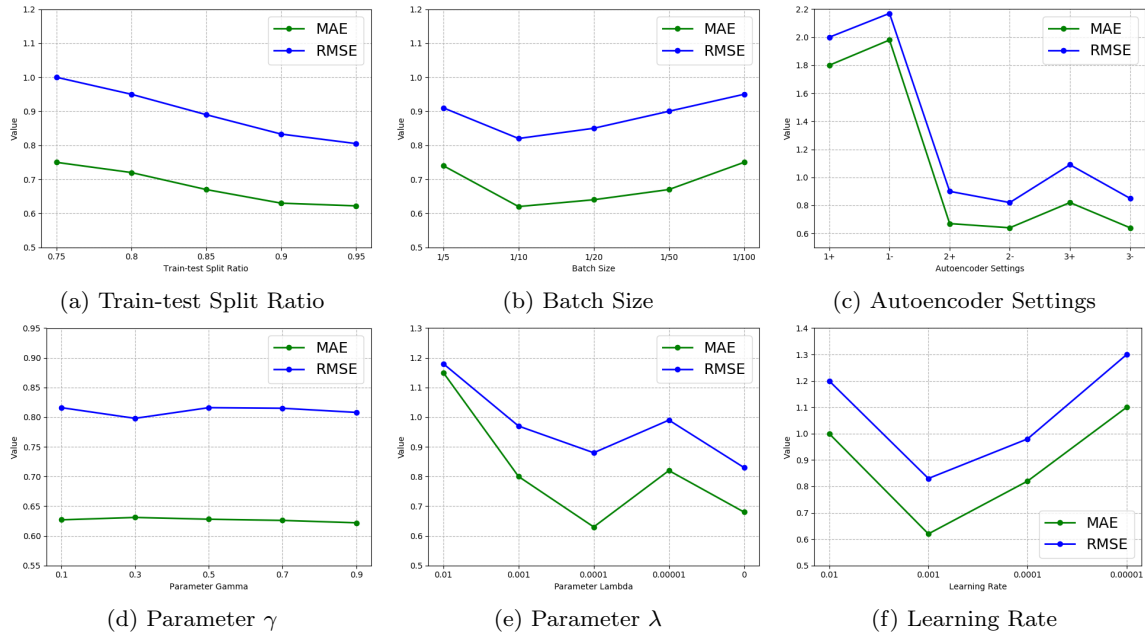 1.2
1.1
1.0
0.9
0.8
0.7
0.6
0.5
Value
0.75 0.8 0.85 0.9 0.95
Train-test Split Ratio
MAE
RMSE
(a) Train-test Split Ratio
1.2
1.1
1.0
0.9
0.8
0.7
0.6
0.5
Value
1/5 1/10 1/20 1/50 1/100
Batch Size
MAE
RMSE
(b) Batch Size
2.2
2.0
1.8
1.6
1.4
1.2
1.0
0.8
0.6
Value
1+ 1- 2+ 2- 3+ 3-
Autoencoder Settings
MAE
RMSE
(c) Autoencoder Settings
0.95
0.90
0.85
0.80
0.75
0.70
0.65
0.60
0.55
Value
0.1 0.3 0.5 0.7 0.9
Parameter Gamma
MAE
RMSE
(d) Parameter γ
1.3
1.2
1.1
1.0
0.9
0.8
0.7
0.6
0.5
Value
0.01 0.001 0.0001 0.00001 0
Parameter Lambda
MAE
RMSE
(e) Parameter λ
1.4
1.3
1.2
1.1
1.0
0.9
0.8
0.7
0.6
0.5
Value
0.01 0.001 0.0001 0.00001
Learning Rate
MAE
RMSE
(f) Learning Rate